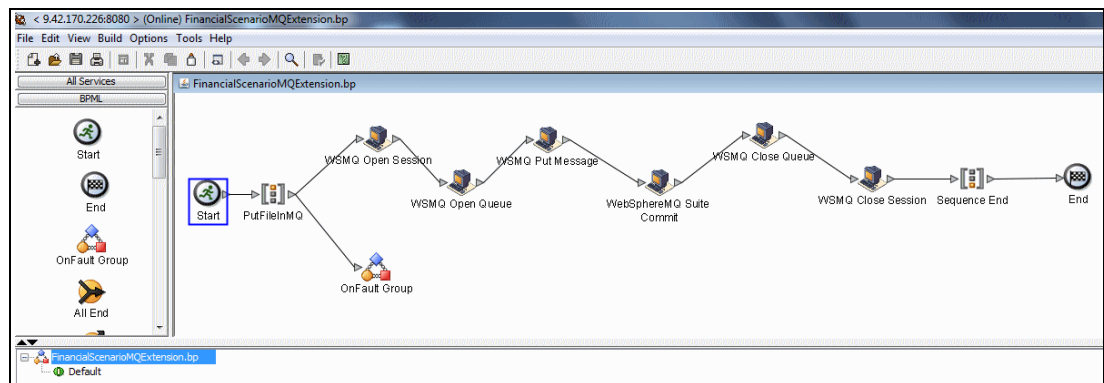 < 9.42.170.226:8080 > (Online) FinancialScenarioMQExtension.bp
File Edit View Build Options Tools Help
All Services
BPML
Start
End
OnFault Group
All End
FinancialScenarioMQExtension.bp
WSMQ Open Session
WSMQ Put Message
WSMQ Close Queue
Start
PutFileInMQ
WSMQ Open Queue
WebSphereMQ Suite
Commit
WSMQ Close Session
Sequence End
End
OnFault Group
FinancialScenarioMQExtension.bp
Default